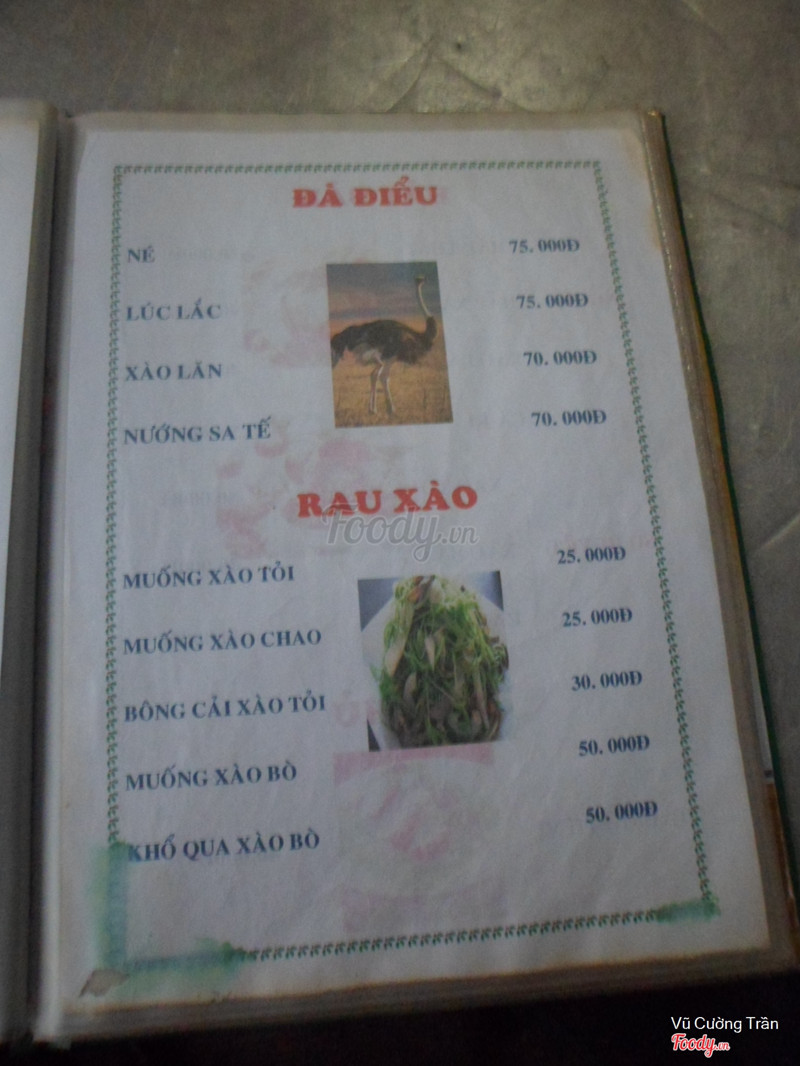 ĐÀ ĐIỂU
NÉ 75. 000Đ
LÚC LẮC 75. 000Đ
XÀO LĂN 70. 000Đ
NƯỚNG SA TẾ 70. 000Đ
RAU XÀO
Foody.vn
MUỐNG XÀO TỎI 25. 000Đ
MUỐNG XÀO CHAO 25. 000Đ
BÔNG CẢI XÀO TỎI 30. 000Đ
MUỐNG XÀO BÒ 50. 000Đ
KHỔ QUA XÀO BÒ 50. 000Đ
Vũ Cường Trần
Foody.vn